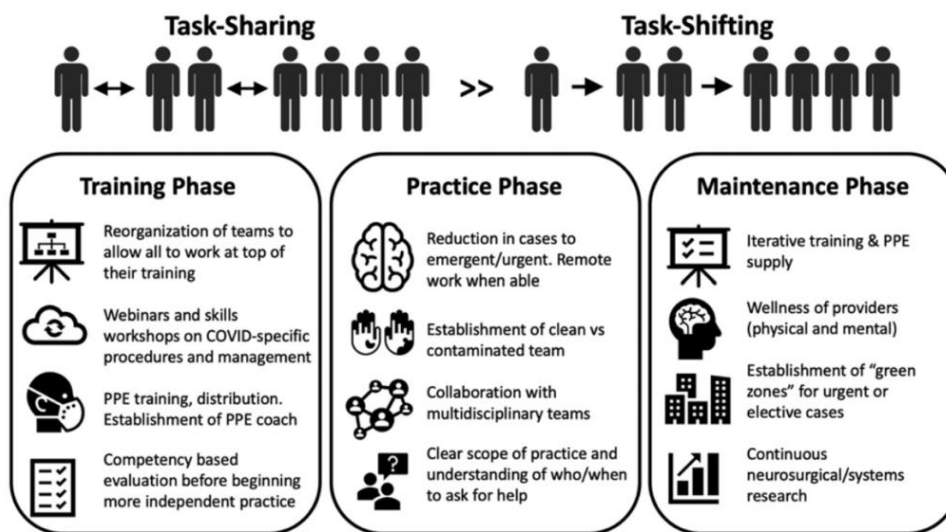 Task-Sharing
Task-Shifting
>>
Training Phase
Reorganization of teams to
allow all to work at top of
their training
Webinars and skills
workshops on COVID-specific
procedures and management
PPE training, distribution.
Establishment of PPE coach
Competency based
evaluation before beginning
more independent practice
Practice Phase
Reduction in cases to
emergent/urgent. Remote
work when able
Establishment of clean vs
contaminated team
Collaboration with
multidisciplinary teams
?
Clear scope of practice and
understanding of who/when
to ask for help
Maintenance Phase
Iterative training & PPE
supply
Wellness of providers
(physical and mental)
Establishment of “green
zones” for urgent or
elective cases
Continuous
neurosurgical/systems
research